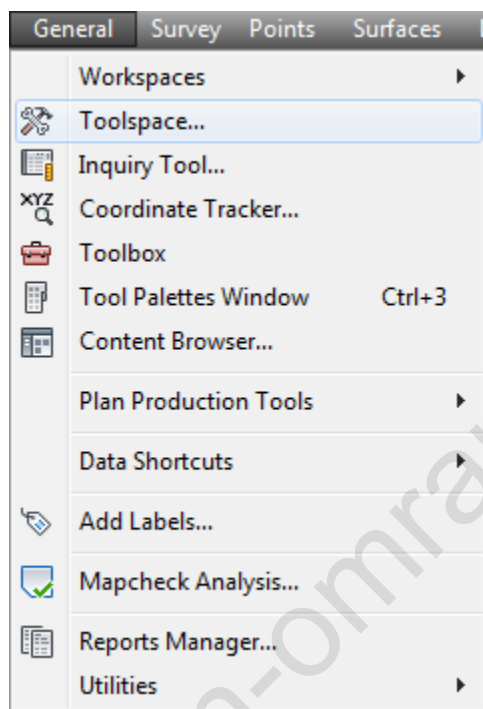 General Survey Points Surfaces
Workspaces
Toolspace...
Inquiry Tool...
XYZ
Coordinate Tracker...
Toolbox
Tool Palettes Window Ctrl+3
Content Browser...
Plan Production Tools
Data Shortcuts
Add Labels...
Mapcheck Analysis...
Reports Manager...
Utilities